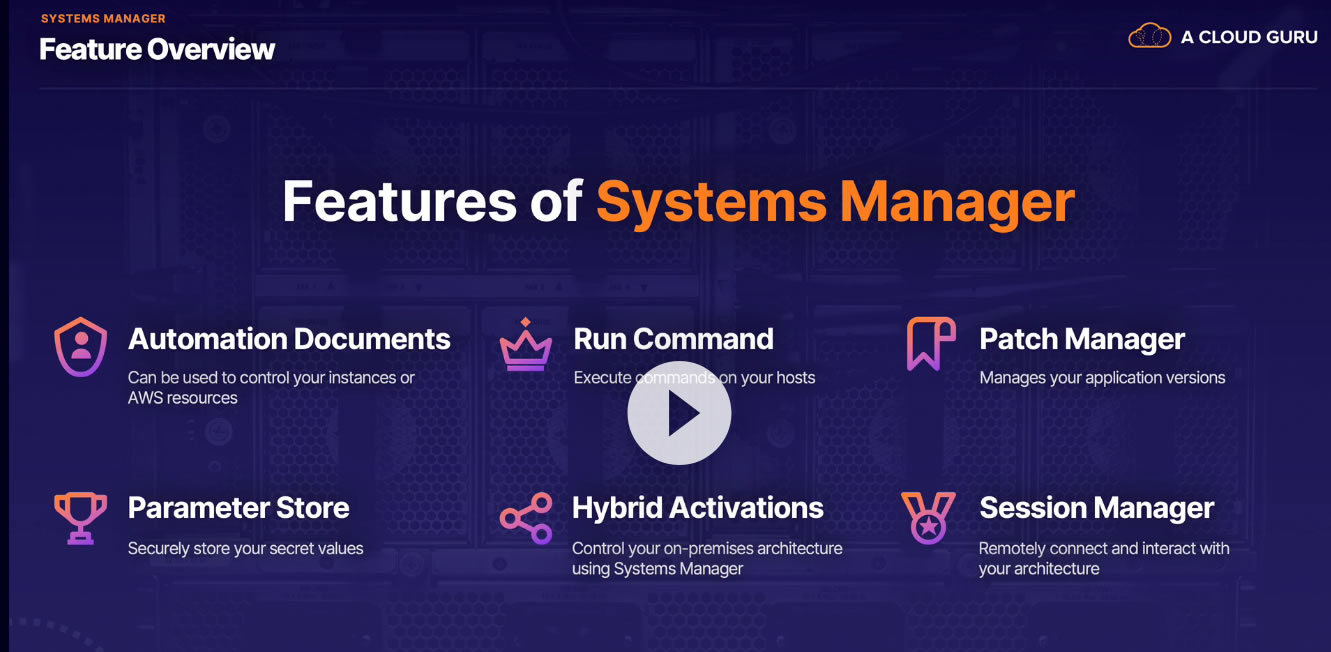 SYSTEMS MANAGER
Feature Overview
A CLOUD GURU
Features of Systems Manager
Automation Documents
Can be used to control your instances or
AWS resources
Run Command
Execute commands on your hosts
Patch Manager
Manages your application versions
Parameter Store
Securely store your secret values
Hybrid Activations
Control your on-premises architecture
using Systems Manager
Session Manager
Remotely connect and interact with
your architecture